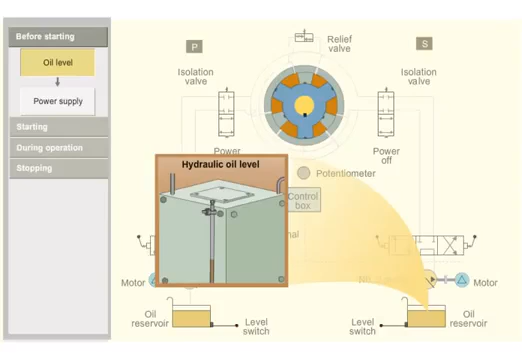 Before starting
Oil level
Power supply
Starting
During operation
Stopping
P
Relief
valve
S
Isolation
valve
Isolation
valve
Power
Power
off
Hydraulic oil level
Potentiometer
Control
box
Motor
Motor
Oil
reservoir
Level
switch
Level
switch
Oil
reservoir